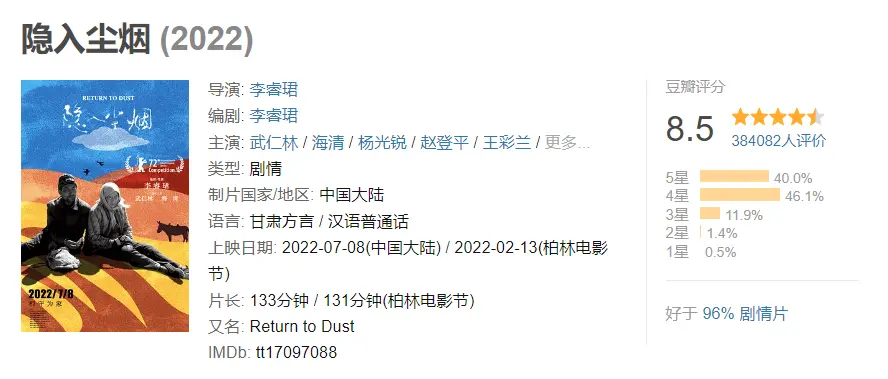 隐入尘烟 (2022)
RETURN TO DUST
隐入尘烟
72
Competition
李睿珺
武仁林 海清
2022/7/8
导演: 李睿珺
编剧: 李睿珺
主演: 武仁林 / 海清 / 杨光锐 / 赵登平 / 王彩兰 / 更多...
类型: 剧情
制片国家/地区: 中国大陆
语言: 甘肃方言 / 汉语普通话
上映日期: 2022-07-08(中国大陆) / 2022-02-13(柏林电影
节)
片长: 133分钟 / 131分钟(柏林电影节)
又名: Return to Dust
IMDb: tt17097088
豆瓣评分
8.5
384082人评价
5星 40.0%
4星 46.1%
3星 11.9%
2星 1.4%
1星 0.5%
好于 96% 剧情片